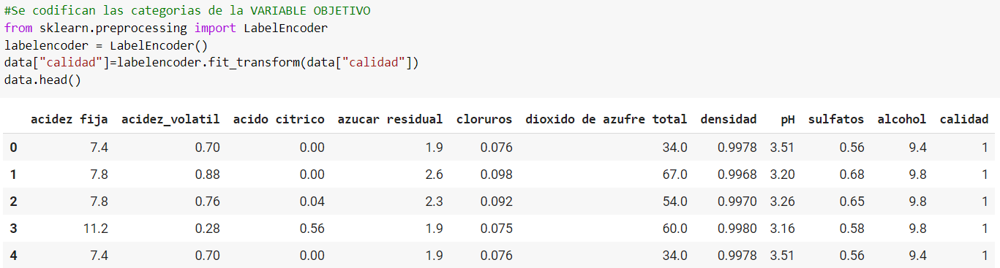 #Se codifican las categorias de la VARIABLE OBJETIVO
from sklearn.preprocessing import LabelEncoder
labelencoder = LabelEncoder()
data["calidad"]=labelencoder.fit_transform(data["calidad"])
data.head()
acidez fija acidez_volatil acido citrico azucar residual cloruros dioxido de azufre total densidad pH sulfatos alcohol calidad
0 7.4 0.70 0.00 1.9 0.076 34.0 0.9978 3.51 0.56 9.4 1
1 7.8 0.88 0.00 2.6 0.098 67.0 0.9968 3.20 0.68 9.8 1
2 7.8 0.76 0.04 2.3 0.092 54.0 0.9970 3.26 0.65 9.8 1
3 11.2 0.28 0.56 1.9 0.075 60.0 0.9980 3.16 0.58 9.8 1
4 7.4 0.70 0.00 1.9 0.076 34.0 0.9978 3.51 0.56 9.4 1